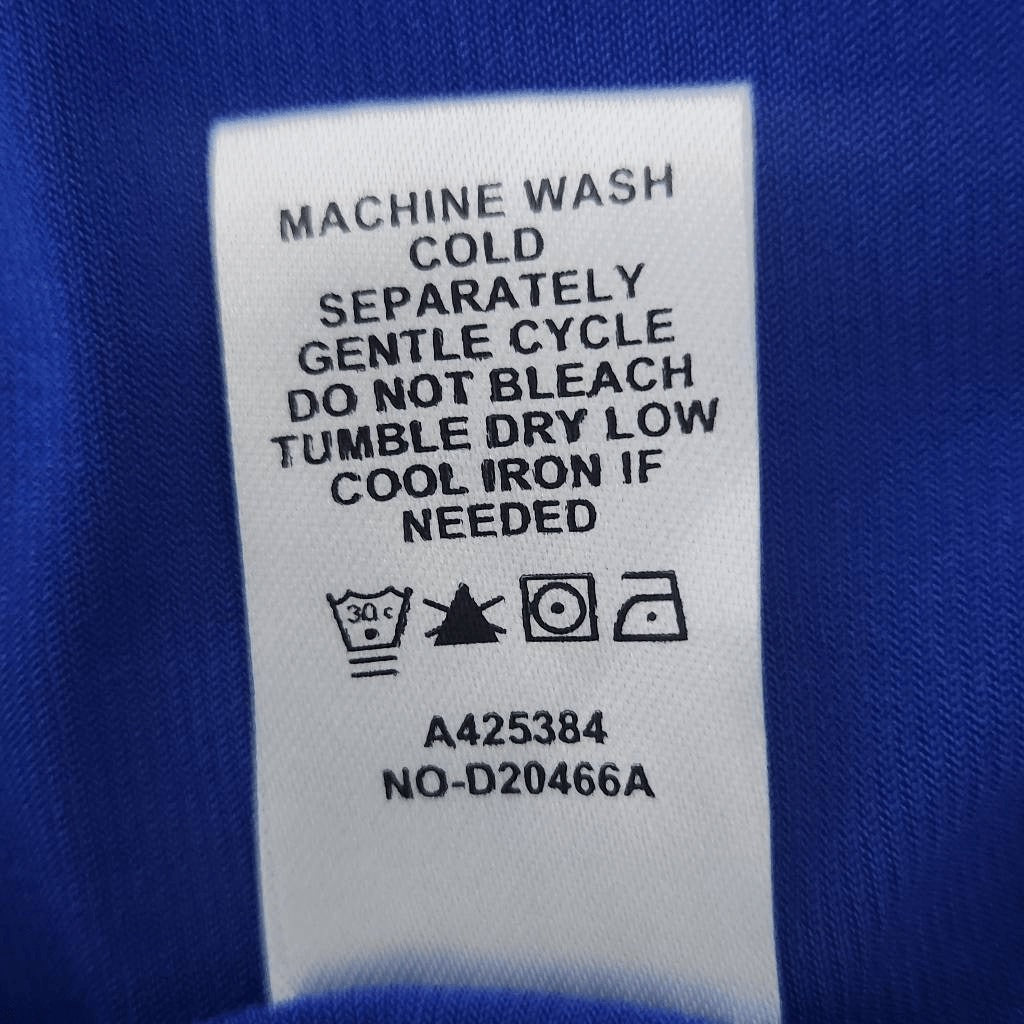 MACHINE WASH
COLD
SEPARATELY
GENTLE CYCLE
DO NOT BLEACH
TUMBLE DRY LOW
COOL IRON IF
NEEDED
30 c
A425384
NO-D20466A